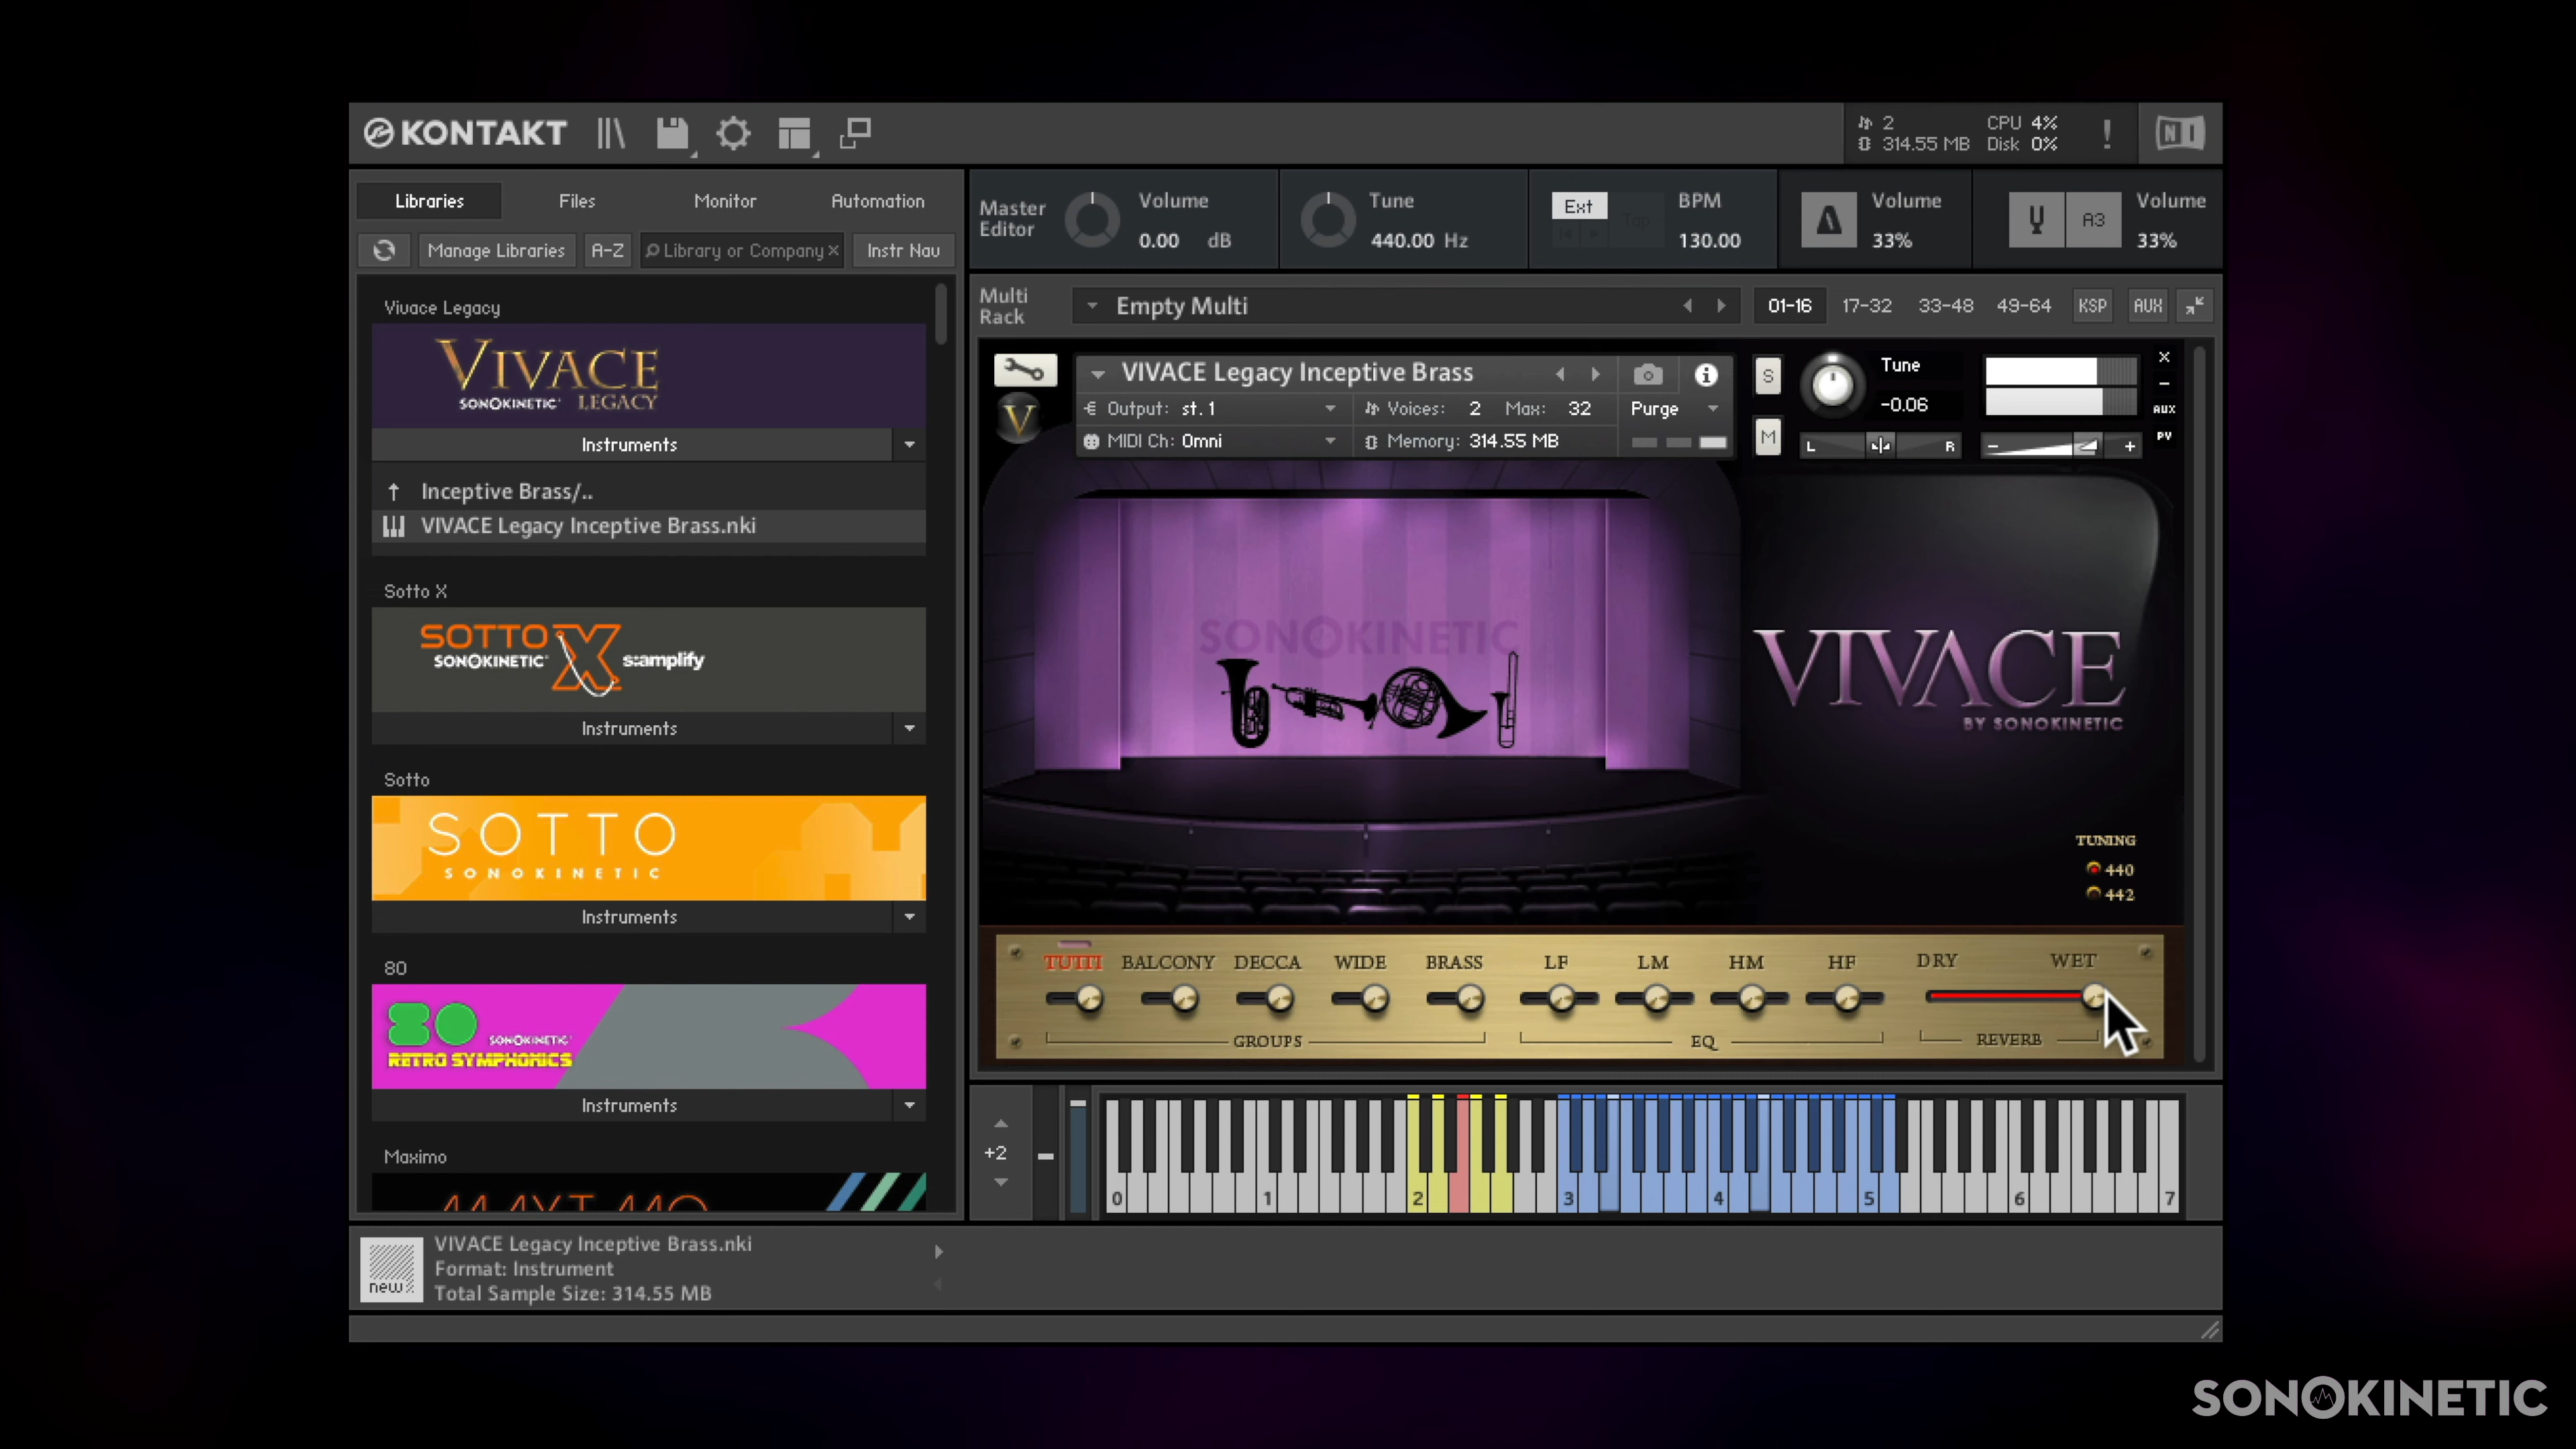 KONTAKT
2
314.55 MB
CPU 4%
Disk 0%
!
NI
Libraries
Files
Monitor
Automation
Manage Libraries
A-Z
Library or Company
Instr Nau
Master
Editor
Volume
0.00 dB
Tune
440.00 Hz
Ext
Tap
BPM
130.00
Volume
33%
A3
Volume
33%
Multi
Rack
Empty Multi
01-16
17-32
33-48
49-64
KSP
AUX
Vivace Legacy
VIVACE
SONOKINETIC LEGACY
Instruments
Inceptive Brass/..
VIVACE Legacy Inceptive Brass.nki
Sotto X
SOTTO X
SONOKINETIC s:amplify
Instruments
Sotto
SOTTO
SONOKINETIC
Instruments
80
80 SONOKINETIC
RETRO SYMPHONICS
Instruments
Maximo
VIVACE Legacy Inceptive Brass
V
Output: st. 1
Voices: 2 Max: 32
Purge
MIDI Ch: Omni
Memory: 314.55 MB
S
M
Tune
-0.06
L R
- +
x
-
AUX
PV
SONOKINETIC
VIVACE
BY SONOKINETIC
TUNING
440
442
TUTTI BALCONY DECCA WIDE BRASS LF LM HM HF DRY WET
GROUPS EQ REVERB
+2
0 1 2 3 4 5 6 7
new
VIVACE Legacy Inceptive Brass.nki
Format: Instrument
Total Sample Size: 314.55 MB
SONOKINETIC